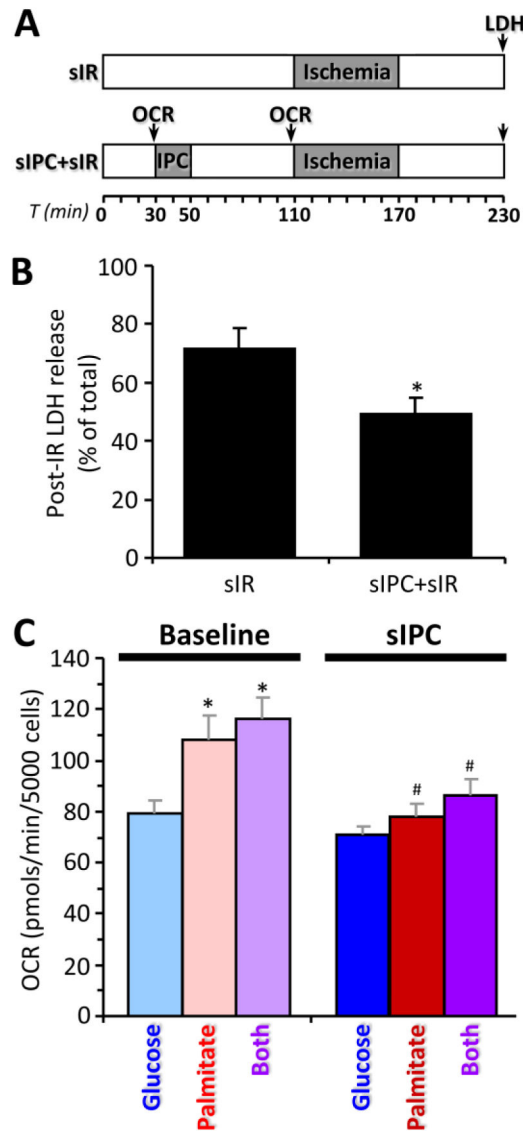 A
LDH
sIR
Ischemia
OCR
OCR
sIPC+sIR
IPC
Ischemia
T (min)
0
30
50
110
170
230
B
Post-IR LDH release
(% of total)
100
80
60
40
20
0
*
sIR
sIPC+sIR
C
Baseline
sIPC
OCR (pmols/min/5000 cells)
140
120
100
80
60
40
20
0
*
*
#
#
Glucose
Palmitate
Both
Glucose
Palmitate
Both